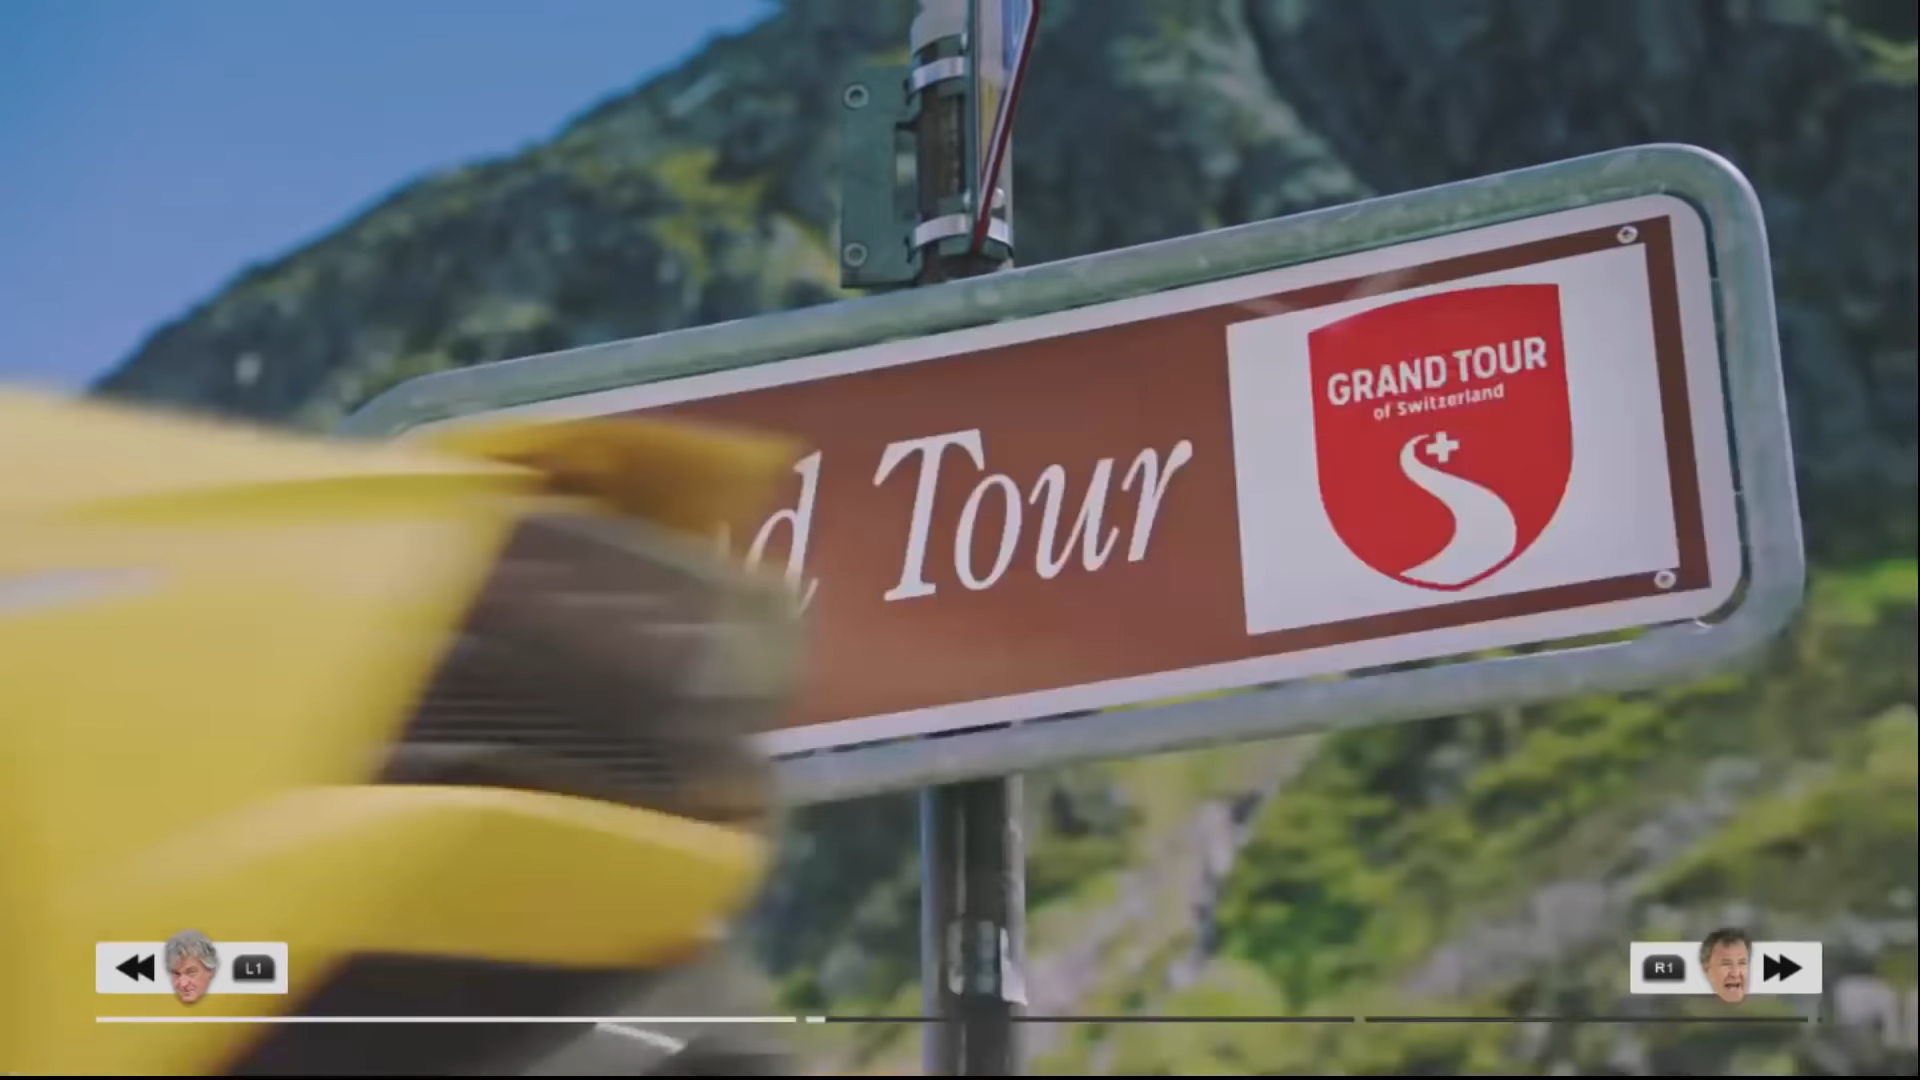 GRAND TOUR
of Switzerland
d Tour
L1
R1